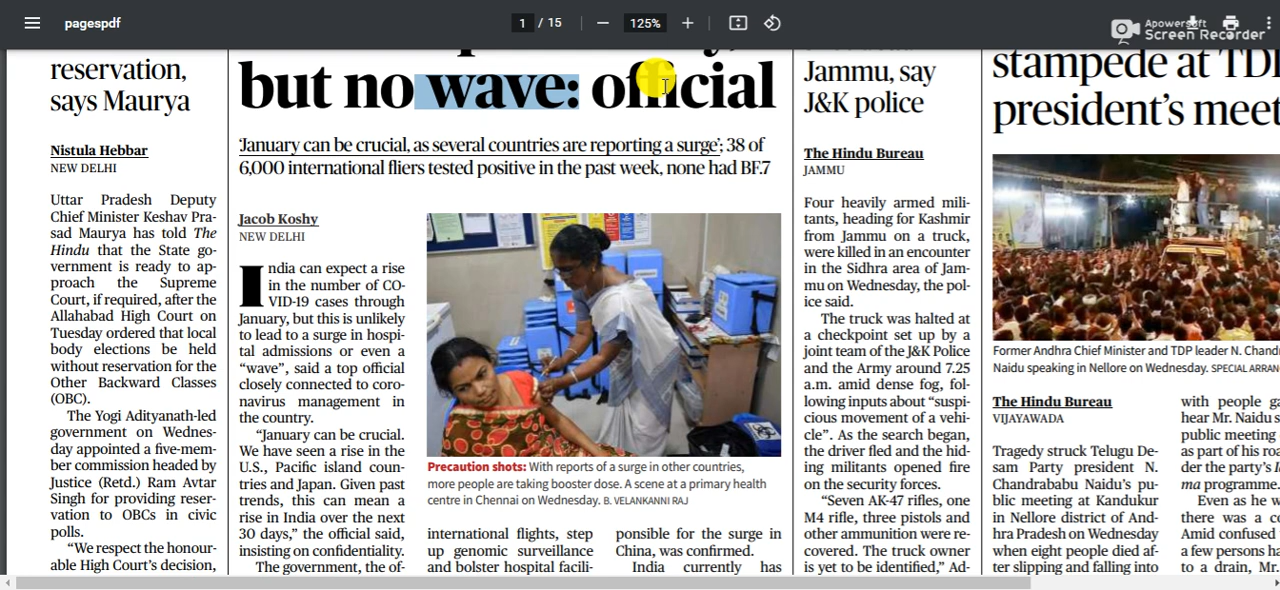 pagespdf
1 / 15
125%
Apowersoft
Screen Recorder
reservation,
says Maurya
Nistula Hebbar
NEW DELHI
Uttar Pradesh Deputy
Chief Minister Keshav Pra-
sad Maurya has told The
Hindu that the State go-
vernment is ready to ap-
proach the Supreme
Court, if required, after the
Allahabad High Court on
Tuesday ordered that local
body elections be held
without reservation for the
Other Backward Classes
(OBC).
The Yogi Adityanath-led
government on Wednes-
day appointed a five-mem-
ber commission headed by
Justice (Retd.) Ram Avtar
Singh for providing reser-
vation to OBCs in civic
polls.
“We respect the honour-
able High Court’s decision,
but no wave: official
‘January can be crucial, as several countries are reporting a surge’; 38 of
6,000 international fliers tested positive in the past week, none had BF.7
Jacob Koshy
NEW DELHI
India can expect a rise
in the number of CO-
VID-19 cases through
January, but this is unlikely
to lead to a surge in hospi-
tal admissions or even a
“wave”, said a top official
closely connected to coro-
navirus management in
the country.
“January can be crucial.
We have seen a rise in the
U.S., Pacific island coun-
tries and Japan. Given past
trends, this can mean a
rise in India over the next
30 days,” the official said,
insisting on confidentiality.
The government, the of-
Precaution shots: With reports of a surge in other countries,
more people are taking booster dose. A scene at a primary health
centre in Chennai on Wednesday. B. VELANKANNI RAJ
international flights, step
up genomic surveillance
and bolster hospital facili-
ponsible for the surge in
China, was confirmed.
India currently has
Jammu, say
J&K police
The Hindu Bureau
JAMMU
Four heavily armed mili-
tants, heading for Kashmir
from Jammu on a truck,
were killed in an encounter
in the Sidhra area of Jam-
mu on Wednesday, the pol-
ice said.
The truck was halted at
a checkpoint set up by a
joint team of the J&K Police
and the Army around 7.25
a.m. amid dense fog, fol-
lowing inputs about “suspi-
cious movement of a vehi-
cle”. As the search began,
the driver fled and the hid-
ing militants opened fire
on the security forces.
“Seven AK-47 rifles, one
M4 rifle, three pistols and
other ammunition were re-
covered. The truck owner
is yet to be identified,” Ad-
stampede at TD
president’s meet
Former Andhra Chief Minister and TDP leader N. Chand
Naidu speaking in Nellore on Wednesday. SPECIAL ARRAN
The Hindu Bureau
VIJAYAWADA
Tragedy struck Telugu De-
sam Party president N.
Chandrababu Naidu’s pu-
blic meeting at Kandukur
in Nellore district of And-
hra Pradesh on Wednesday
when eight people died af-
ter slipping and falling into
with people ga
hear Mr. Naidu s
public meeting
as part of his roa
der the party’s I
ma programme.
Even as he w
there was a co
Amid confused
a few persons ha
to a drain, Mr.